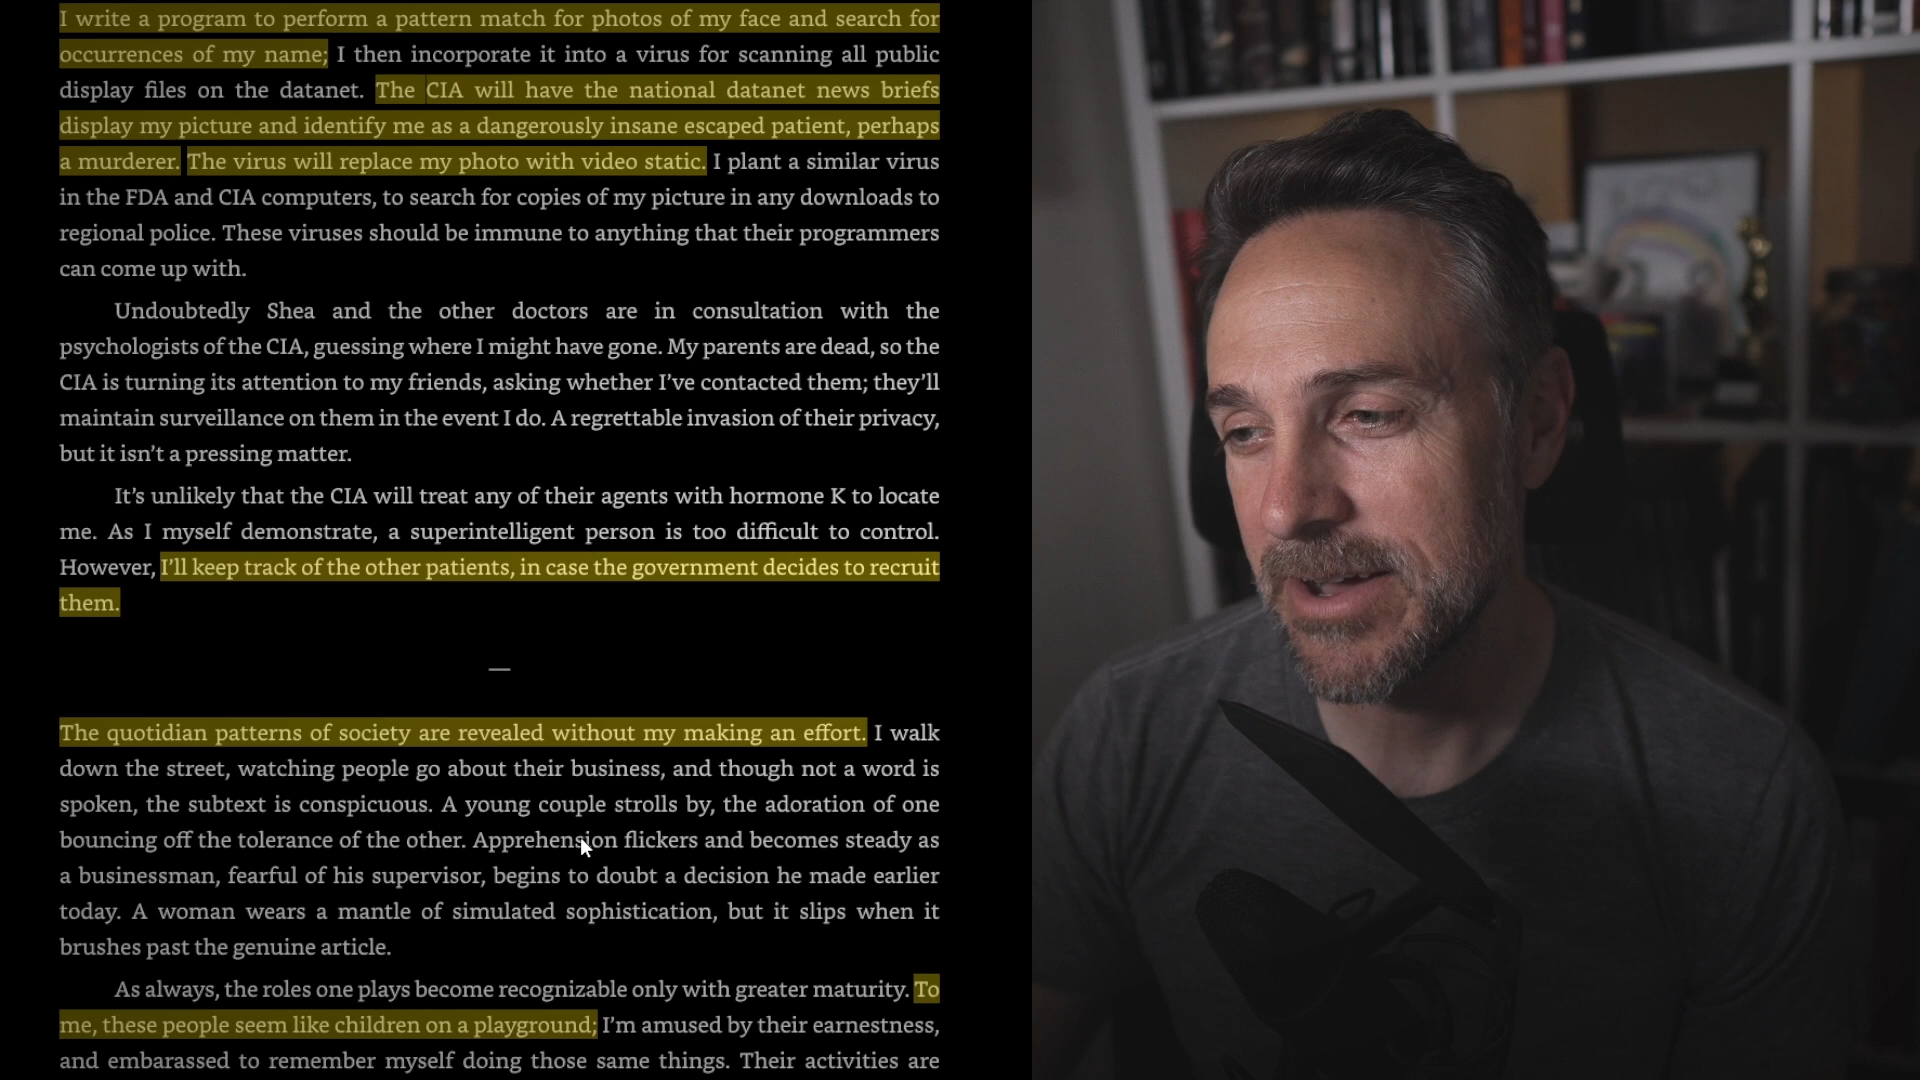 I write a program to perform a pattern match for photos of my face and search for
occurrences of my name; I then incorporate it into a virus for scanning all public
display files on the datanet. The CIA will have the national datanet news briefs
display my picture and identify me as a dangerously insane escaped patient, perhaps
a murderer. The virus will replace my photo with video static. I plant a similar virus
in the FDA and CIA computers, to search for copies of my picture in any downloads to
regional police. These viruses should be immune to anything that their programmers
can come up with.
Undoubtedly Shea and the other doctors are in consultation with the
psychologists of the CIA, guessing where I might have gone. My parents are dead, so the
CIA is turning its attention to my friends, asking whether I’ve contacted them; they’ll
maintain surveillance on them in the event I do. A regrettable invasion of their privacy,
but it isn’t a pressing matter.
It’s unlikely that the CIA will treat any of their agents with hormone K to locate
me. As I myself demonstrate, a superintelligent person is too difficult to control.
However, I’ll keep track of the other patients, in case the government decides to recruit
them.
—
The quotidian patterns of society are revealed without my making an effort. I walk
down the street, watching people go about their business, and though not a word is
spoken, the subtext is conspicuous. A young couple strolls by, the adoration of one
bouncing off the tolerance of the other. Apprehension flickers and becomes steady as
a businessman, fearful of his supervisor, begins to doubt a decision he made earlier
today. A woman wears a mantle of simulated sophistication, but it slips when it
brushes past the genuine article.
As always, the roles one plays become recognizable only with greater maturity. To
me, these people seem like children on a playground; I’m amused by their earnestness,
and embarassed to remember myself doing those same things. Their activities are